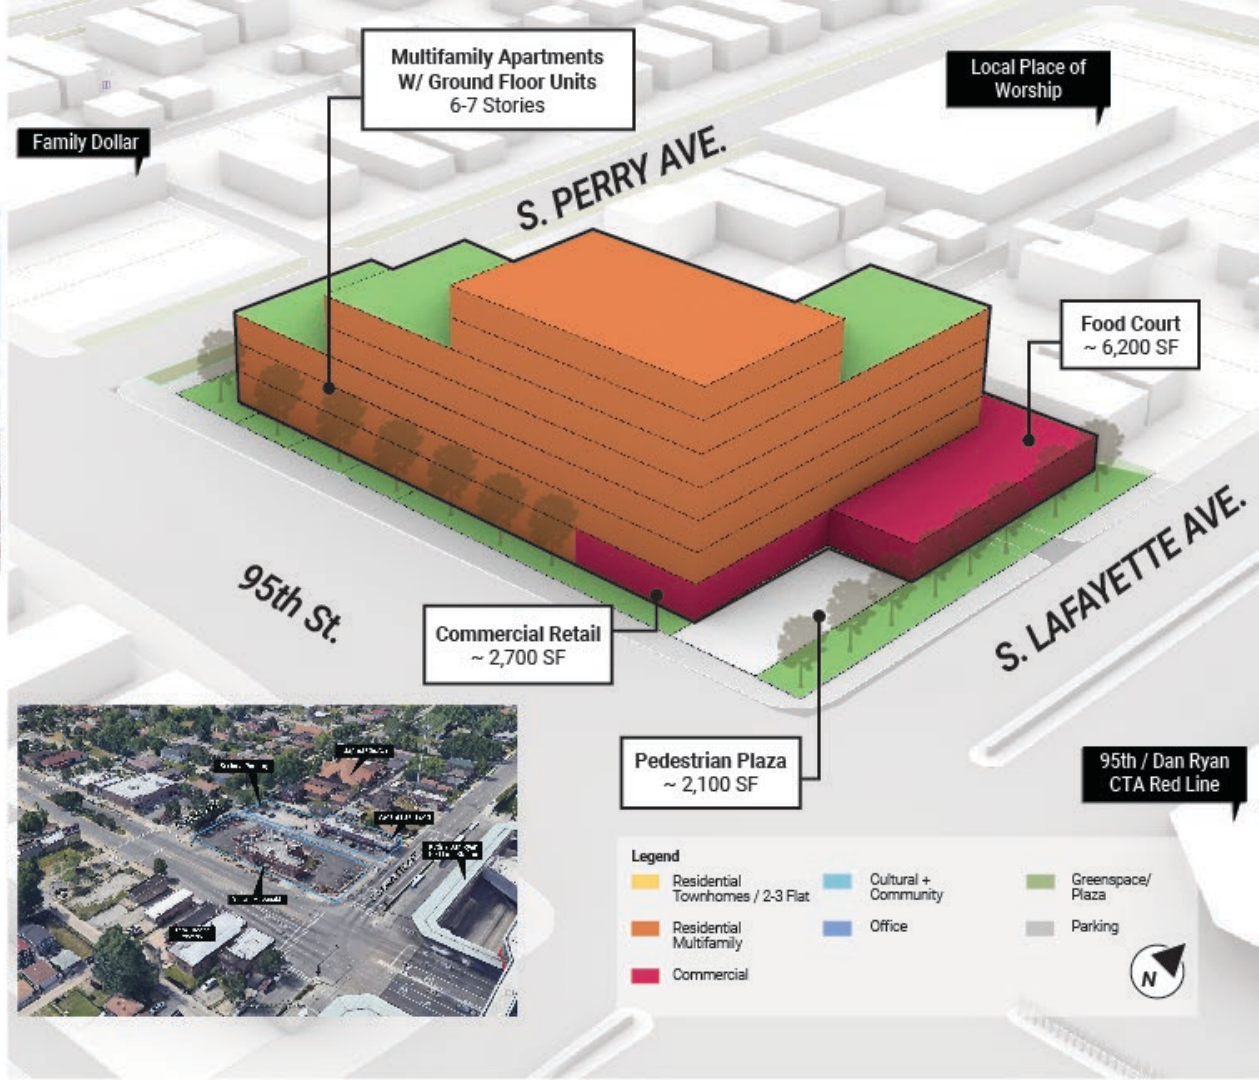 Multifamily Apartments
W/ Ground Floor Units
6-7 Stories
Local Place of
Worship
Family Dollar
S. PERRY AVE.
Food Court
~ 6,200 SF
95th St.
S. LAFAYETTE AVE.
Commercial Retail
~ 2,700 SF
Pedestrian Plaza
~ 2,100 SF
95th / Dan Ryan
CTA Red Line
Legend
Residential
Townhomes / 2-3 Flat
Residential
Multifamily
Commercial
Cultural +
Community
Office
Greenspace/
Plaza
Parking
N